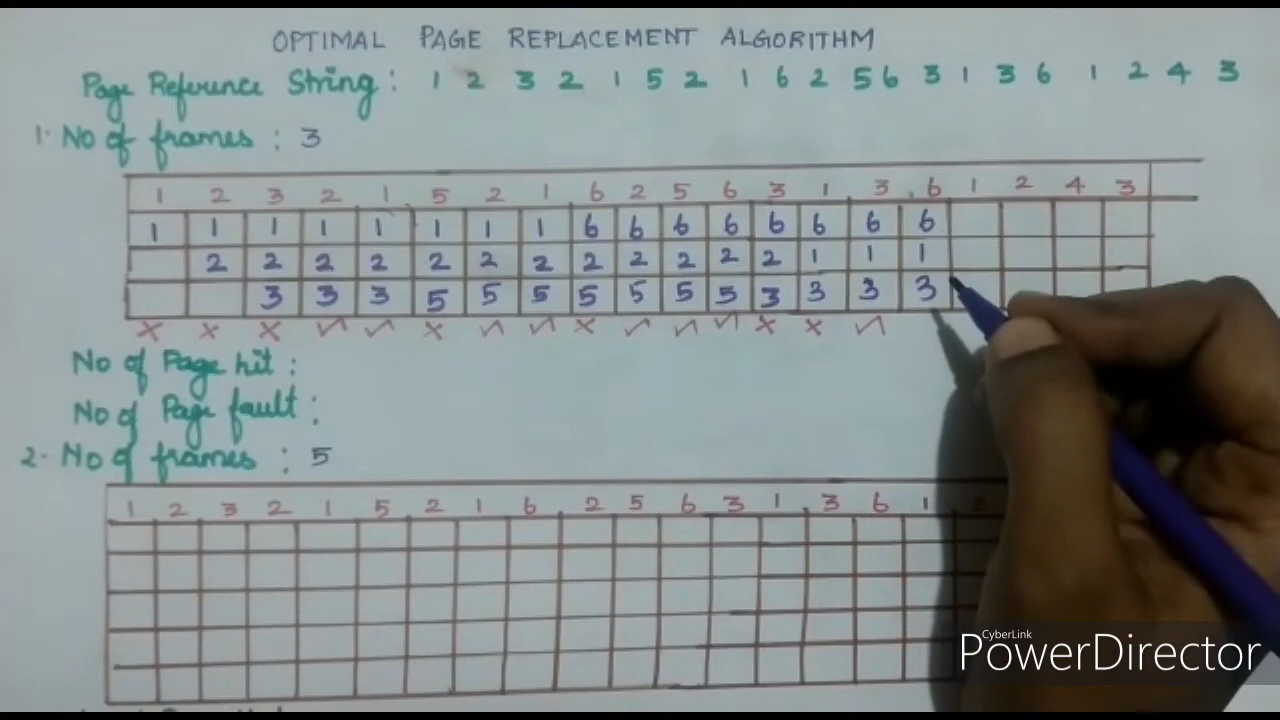 OPTIMAL PAGE REPLACEMENT ALGORITHM
Page Reference String : 1 2 3 2 1 5 2 1 6 2 5 6 3 1 3 6 1 2 4 3
1. No of frames : 3
1 2 3 2 1 5 2 1 6 2 5 6 3 1 3 6 1 2 4 3
1 1 1 1 1 1 1 1 6 6 6 6 6 6 6 6
2 2 2 2 2 2 2 2 2 2 2 2 1 1 1
3 3 3 5 5 5 5 5 5 5 3 3 3 3
x x x ✓ ✓ x ✓ ✓ x ✓ ✓ ✓ x x ✓
No of Page hit :
No of Page fault :
2. No of frames : 5
1 2 3 2 1 5 2 1 6 2 5 6 3 1 3 6 1 2
CyberLink
PowerDirector